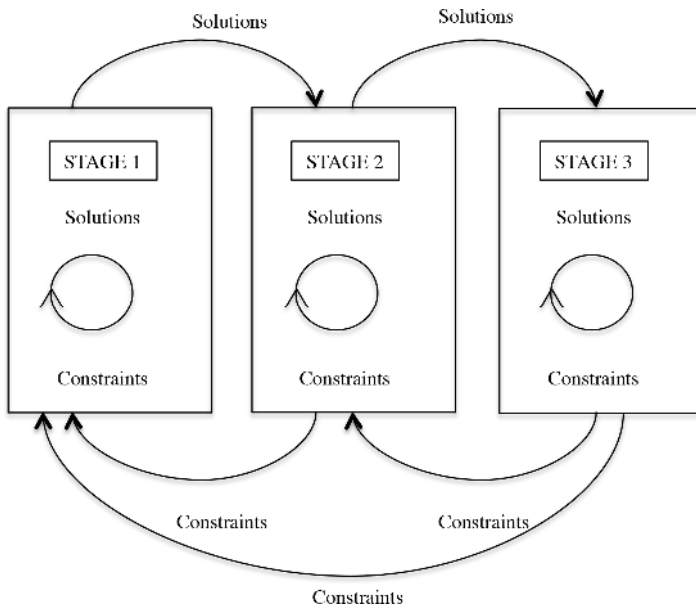 Solutions
Solutions
STAGE 1
STAGE 2
STAGE 3
Solutions
Solutions
Solutions
Constraints
Constraints
Constraints
Constraints
Constraints
Constraints